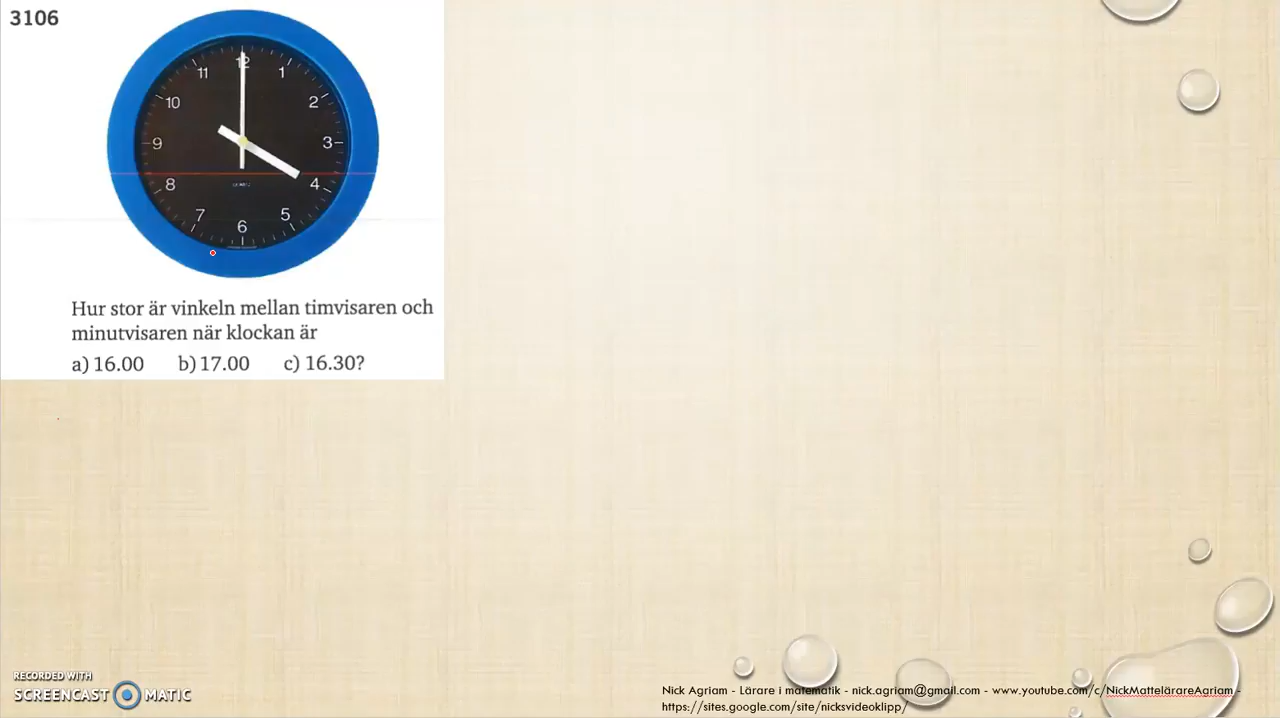 3106
12
11
1
10
2
9
3
8
4
7
5
6
Hur stor är vinkeln mellan timvisaren och
minutvisaren när klockan är
a) 16.00 b) 17.00 c) 16.30?
RECORDED WITH
SCREENCAST MATIC
Nick Agriam - Lärare i matematik - nick.agriam@gmail.com - www.youtube.com/c/NickMattelärareAgriam -
https://sites.google.com/site/nicksvideoklipp/